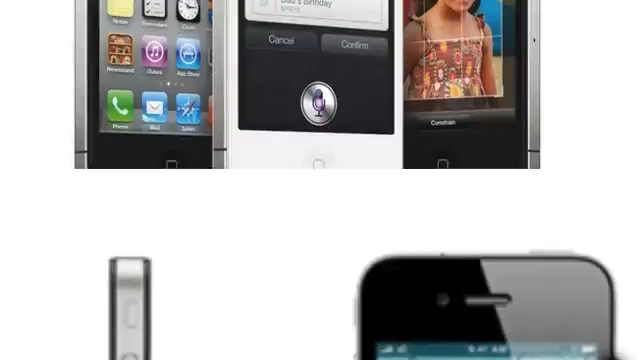 Notes
Reminders
Clock
Dad's birthday
Cancel
Confirm
Newsstand
iTunes
App Store
Phone
Mail
Safari
Constrain